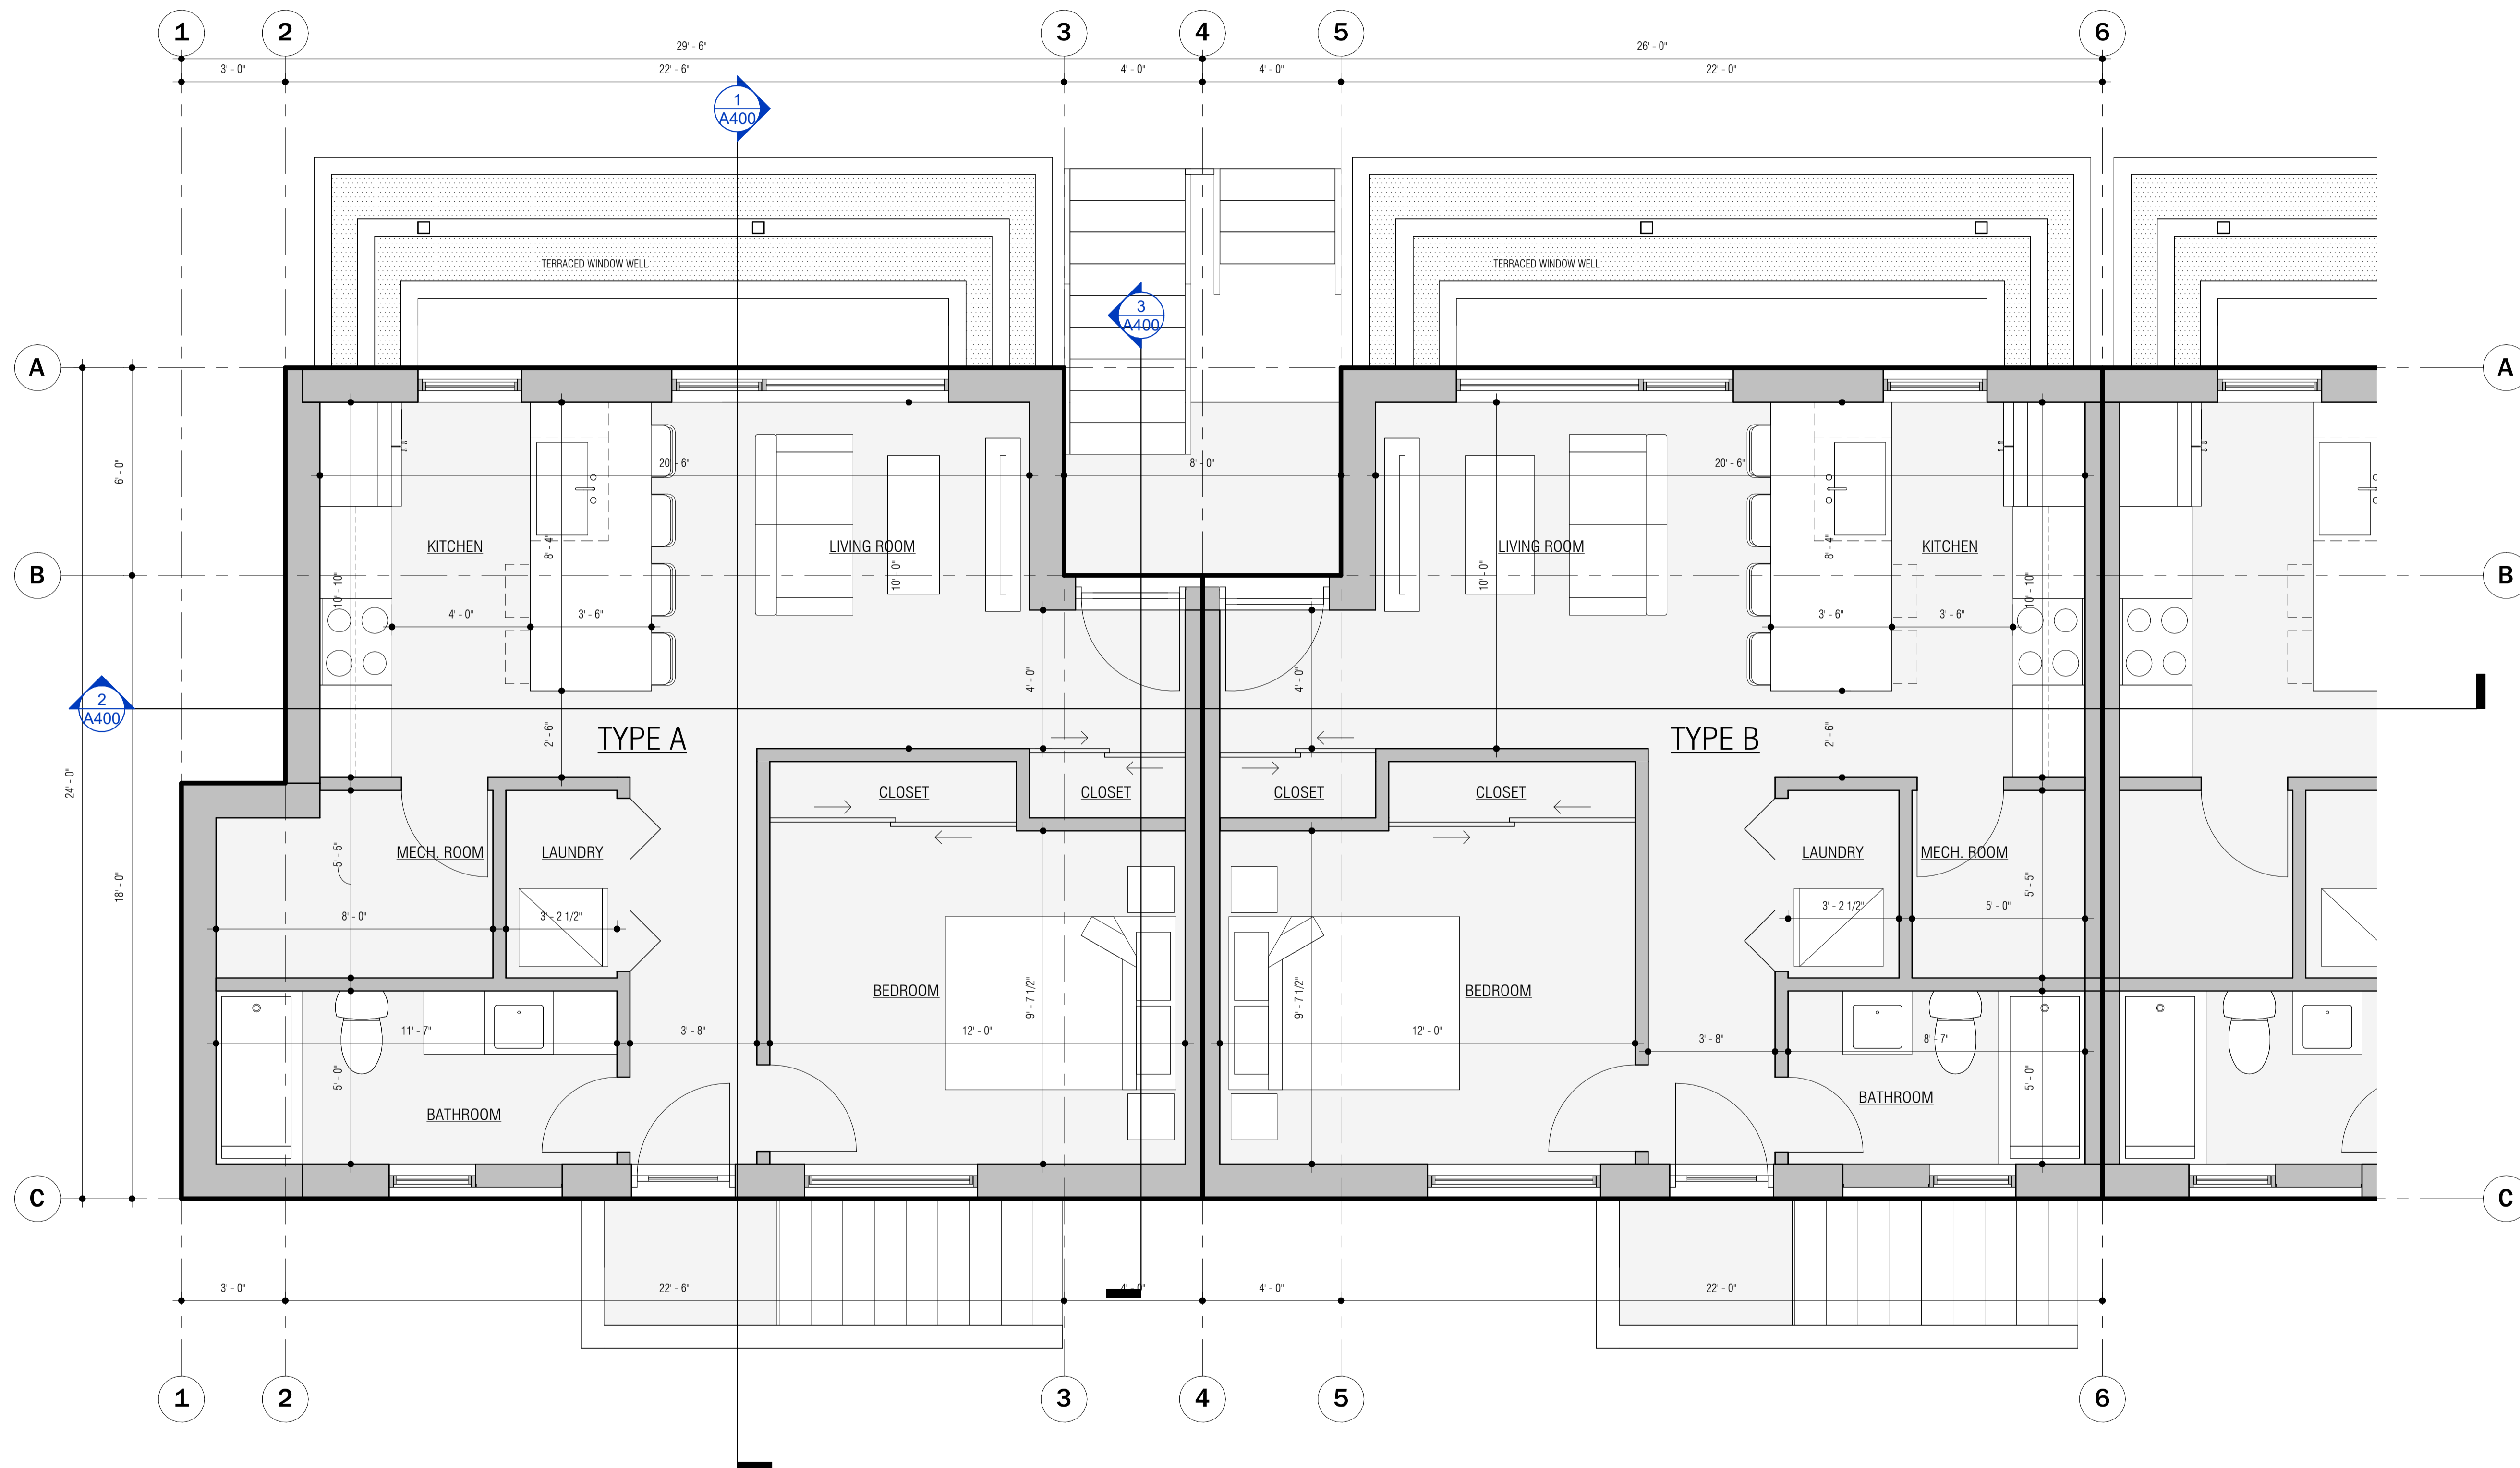 1 2 3 4 5 6
29' - 6" 26' - 0"
3' - 0" 22' - 6" 4' - 0" 4' - 0" 22' - 0"
1
A400
TERRACED WINDOW WELL TERRACED WINDOW WELL
3
A400
A A
6' - 0"
20' - 6" 8' - 0" 20' - 6"
KITCHEN 8' - 4" LIVING ROOM LIVING ROOM 8' - 4" KITCHEN
B 10' - 10" 10' - 0" 10' - 0" 10' - 10" B
4' - 0" 3' - 6" 3' - 6" 3' - 6"
4' - 0" 4' - 0"
2
A400
2' - 6" TYPE A TYPE B 2' - 6"
24' - 0"
CLOSET CLOSET CLOSET CLOSET
MECH. ROOM LAUNDRY LAUNDRY MECH. ROOM
5' - 5" 5' - 5"
18' - 0"
8' - 0" 3' - 2 1/2" 3' - 2 1/2" 5' - 0"
BEDROOM 9' - 7 1/2" 9' - 7 1/2" BEDROOM
11' - 7" 3' - 8" 12' - 0" 12' - 0" 3' - 8" 8' - 7"
5' - 0" 5' - 0"
BATHROOM BATHROOM
C C
3' - 0" 22' - 6" 4' - 0" 4' - 0" 22' - 0"
1 2 3 4 5 6